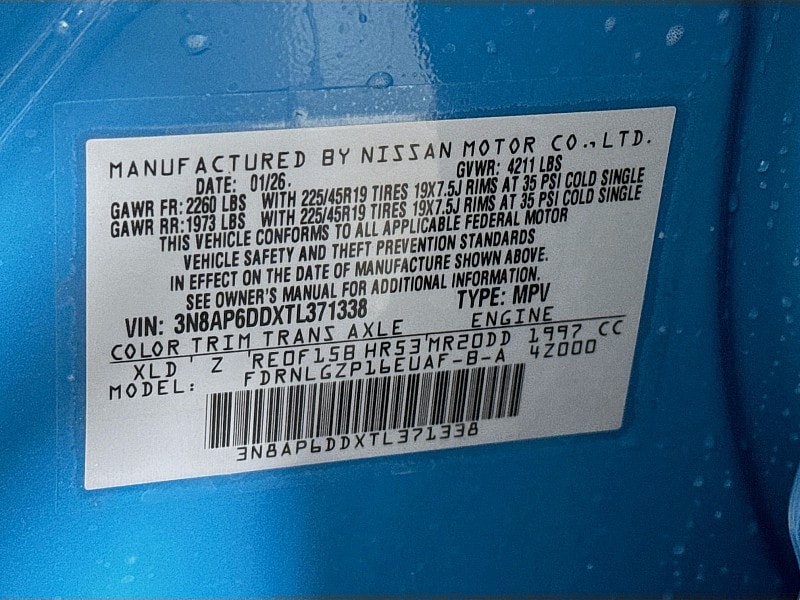 MANUFACTURED BY NISSAN MOTOR CO., LTD.
DATE: 01/26. GVWR: 4211 LBS
GAWR FR: 2260 LBS WITH 225/45R19 TIRES 19X7.5J RIMS AT 35 PSI COLD SINGLE
GAWR RR: 1973 LBS WITH 225/45R19 TIRES 19X7.5J RIMS AT 35 PSI COLD SINGLE
THIS VEHICLE CONFORMS TO ALL APPLICABLE FEDERAL MOTOR
VEHICLE SAFETY AND THEFT PREVENTION STANDARDS
IN EFFECT ON THE DATE OF MANUFACTURE SHOWN ABOVE.
SEE OWNER'S MANUAL FOR ADDITIONAL INFORMATION.
VIN: 3N8AP6DDXTL371338 TYPE: MPV
COLOR TRIM TRANS AXLE ENGINE
XLD Z RE0F15B HR53 MR20DD 1997 CC
MODEL: FDRNLGZP16EUAF-B-A 4Z000
3N8AP6DDXTL371338